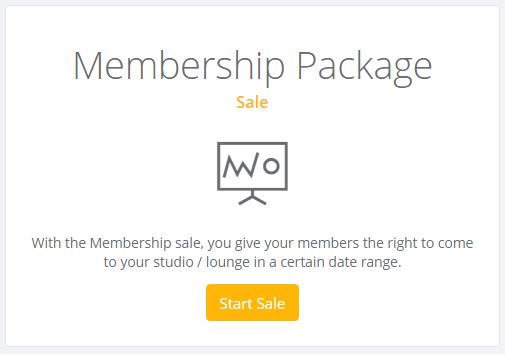 Membership Package
Sale
With the Membership sale, you give your members the right to come
to your studio / lounge in a certain date range.
Start Sale